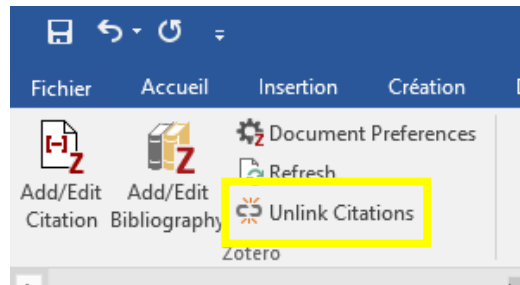 Fichier Accueil Insertion Création
Document Preferences
Refresh
Add/Edit Add/Edit
Unlink Citations
Citation Bibliography
Zotero